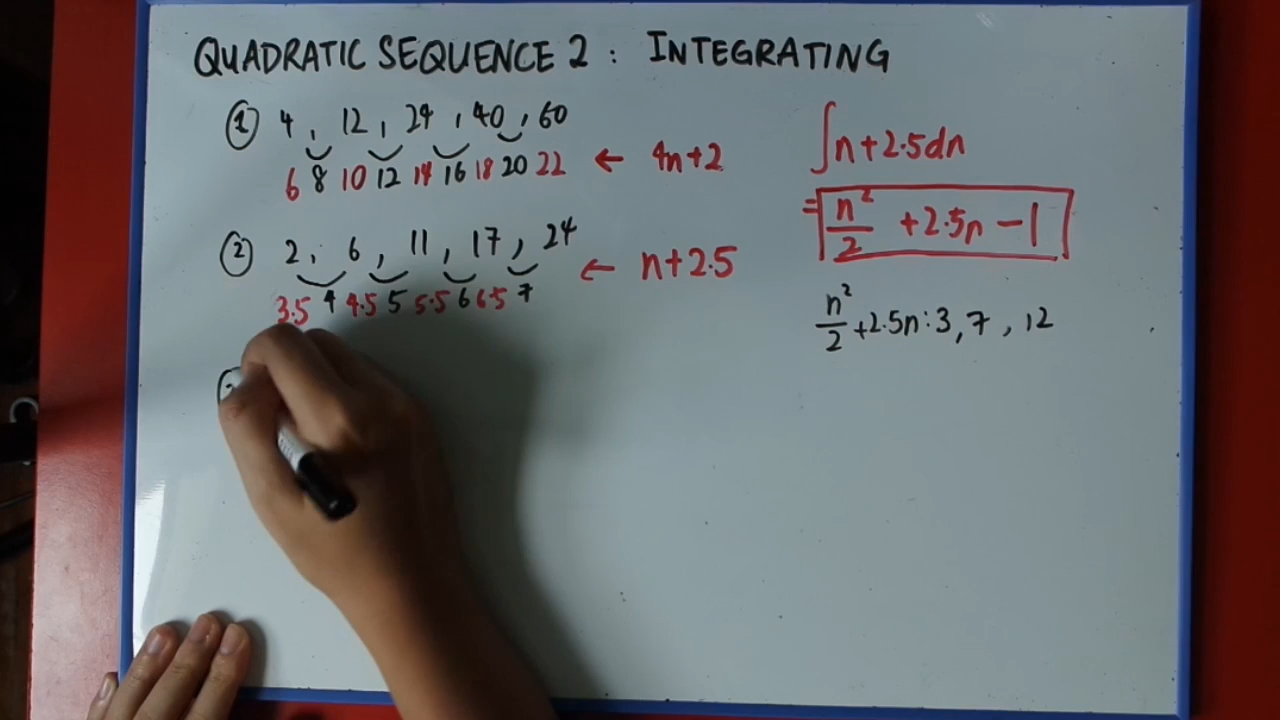 QUADRATIC SEQUENCE 2 : INTEGRATING
① 4, 12, 24, 40, 60
6 8 10 12 14 16 18 20 22 ← 4n+2
② 2, 6, 11, 17, 24
3.5 4 4.5 5 5.5 6 6.5 7 ← n+2.5
∫n+2.5dn
= n²/2 +2.5n -1
n²/2 +2.5n: 3, 7, 12